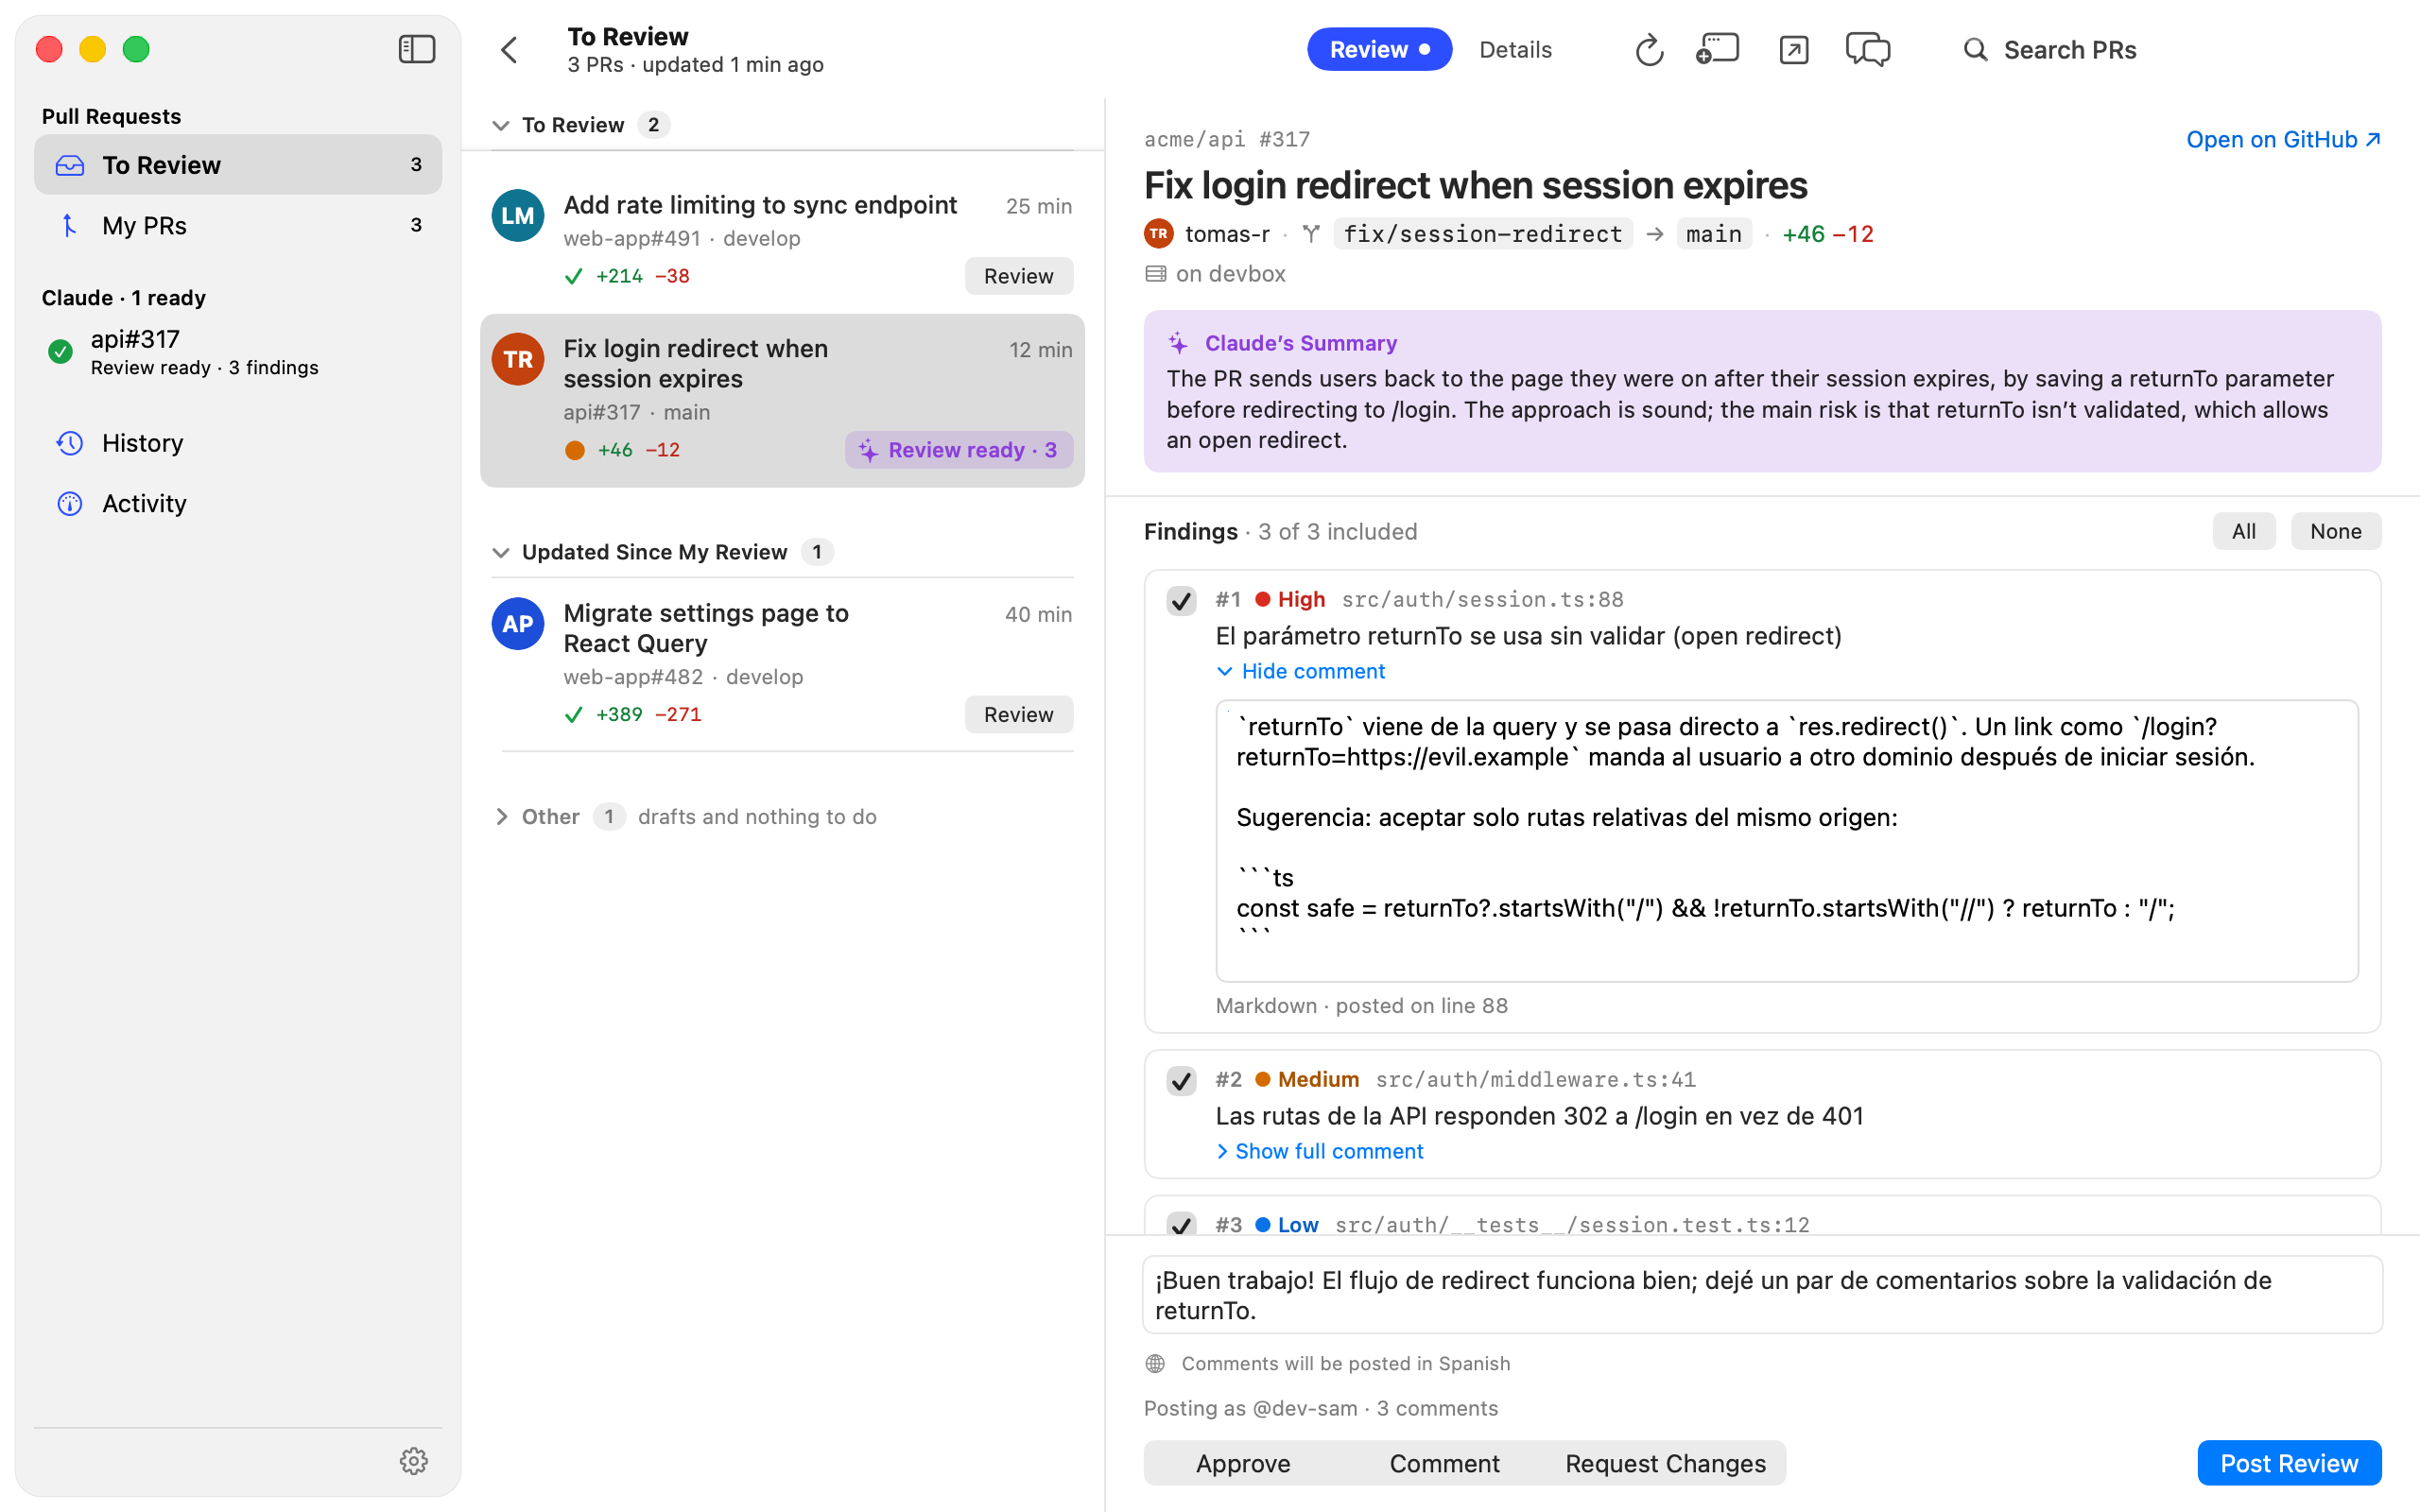 To Review
3 PRs · updated 1 min ago
Review
Details
Search PRs
Pull Requests
To Review 3
My PRs 3
Claude · 1 ready
api#317
Review ready · 3 findings
History
Activity
To Review 2
LM
Add rate limiting to sync endpoint 25 min
web-app#491 · develop
+214 −38
Review
TR
Fix login redirect when 12 min
session expires
api#317 · main
+46 −12
Review ready · 3
Updated Since My Review 1
AP
Migrate settings page to 40 min
React Query
web-app#482 · develop
+389 −271
Review
Other 1 drafts and nothing to do
acme/api #317
Open on GitHub ↗
Fix login redirect when session expires
TR tomas-r · fix/session-redirect → main · +46 −12
on devbox
Claude’s Summary
The PR sends users back to the page they were on after their session expires, by saving a returnTo parameter
before redirecting to /login. The approach is sound; the main risk is that returnTo isn’t validated, which allows
an open redirect.
Findings · 3 of 3 included
All
None
#1 High src/auth/session.ts:88
El parámetro returnTo se usa sin validar (open redirect)
Hide comment
`returnTo` viene de la query y se pasa directo a `res.redirect()`. Un link como `/login?
returnTo=https://evil.example` manda al usuario a otro dominio después de iniciar sesión.
Sugerencia: aceptar solo rutas relativas del mismo origen:
```ts
const safe = returnTo?.startsWith("/") && !returnTo.startsWith("//") ? returnTo : "/";
```
Markdown · posted on line 88
#2 Medium src/auth/middleware.ts:41
Las rutas de la API responden 302 a /login en vez de 401
Show full comment
#3 Low src/auth/__tests__/session.test.ts:12
¡Buen trabajo! El flujo de redirect funciona bien; dejé un par de comentarios sobre la validación de
returnTo.
Comments will be posted in Spanish
Posting as @dev-sam · 3 comments
Approve
Comment
Request Changes
Post Review